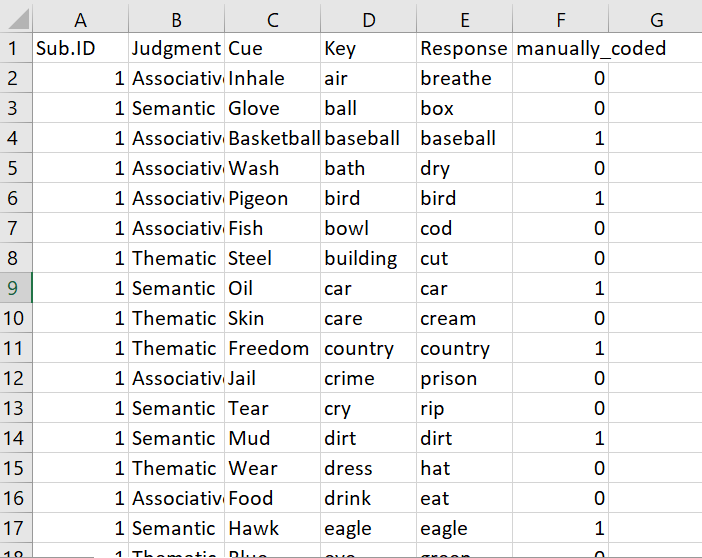 A B C D E F G
1 Sub.ID Judgment Cue Key Response manually_coded
2 1 Associativ Inhale air breathe 0
3 1 Semantic Glove ball box 0
4 1 Associativ Basketball baseball baseball 1
5 1 Associativ Wash bath dry 0
6 1 Associativ Pigeon bird bird 1
7 1 Associativ Fish bowl cod 0
8 1 Thematic Steel building cut 0
9 1 Semantic Oil car car 1
10 1 Thematic Skin care cream 0
11 1 Thematic Freedom country country 1
12 1 Associativ Jail crime prison 0
13 1 Semantic Tear cry rip 0
14 1 Semantic Mud dirt dirt 1
15 1 Thematic Wear dress hat 0
16 1 Associativ Food drink eat 0
17 1 Semantic Hawk eagle eagle 1
18 1 Thematic Blue eye green 0